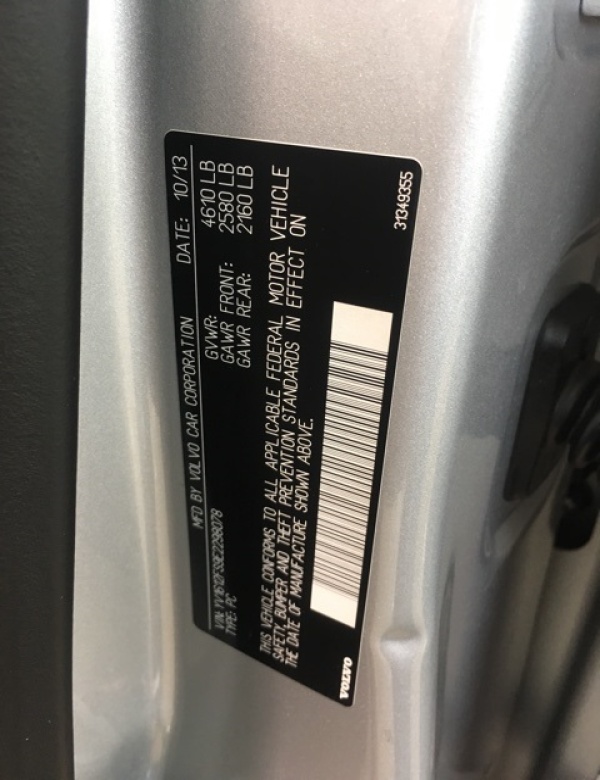 MFD BY VOLVO CAR CORPORATION DATE: 10/13
GVWR: 4610 LB
GAWR FRONT: 2580 LB
GAWR REAR: 2160 LB
VIN:
TYPE: PC
THIS VEHICLE CONFORMS TO ALL APPLICABLE FEDERAL MOTOR VEHICLE
SAFETY, BUMPER AND THEFT PREVENTION STANDARDS IN EFFECT ON
THE DATE OF MANUFACTURE SHOWN ABOVE.
VOLVO
31349355